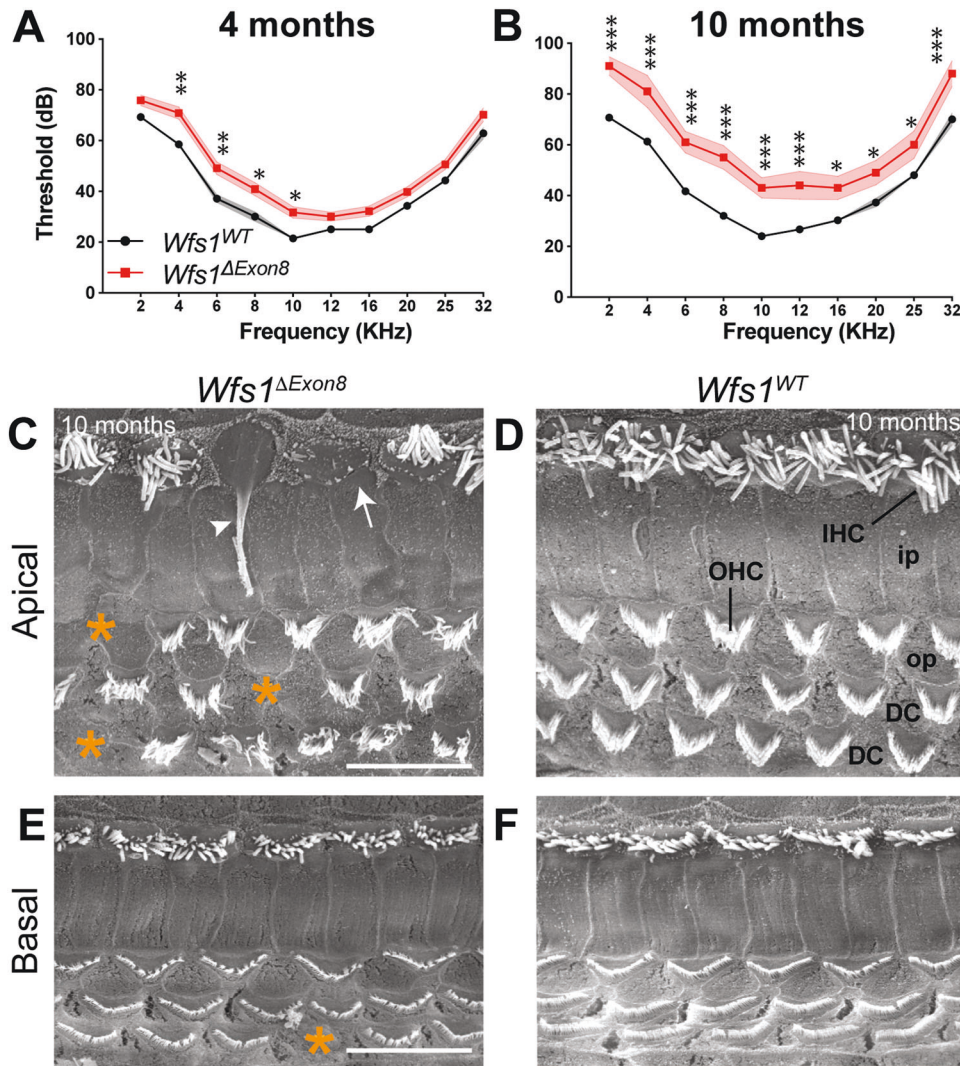 A
4 months
B
10 months
100
80
60
40
20
0
Threshold (dB)
**
**
*
*
Wfs1WT
Wfs1ΔExon8
2
4
6
8
10
12
16
20
25
32
Frequency (KHz)
100
80
60
40
20
0
***
***
***
***
***
***
*
*
*
***
2
4
6
8
10
12
16
20
25
32
Frequency (KHz)
Wfs1ΔExon8
Wfs1WT
Apical
C
10 months
*
*
*
D
10 months
IHC
ip
OHC
op
DC
DC
Basal
E
*
F